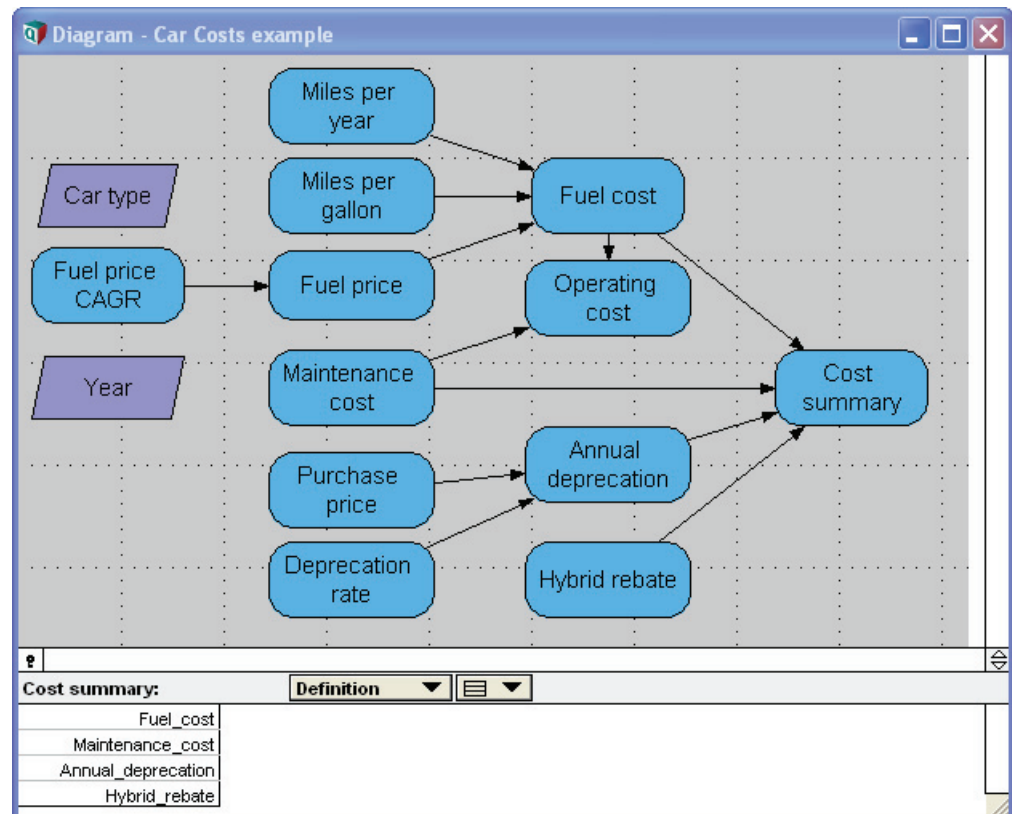 Diagram - Car Costs example
Miles per
year
Car type
Miles per
gallon
Fuel cost
Fuel price
CAGR
Fuel price
Operating
cost
Year
Maintenance
cost
Cost
summary
Purchase
price
Annual
deprecation
Deprecation
rate
Hybrid rebate
?
Cost summary:
Definition
Fuel_cost
Maintenance_cost
Annual_deprecation
Hybrid_rebate